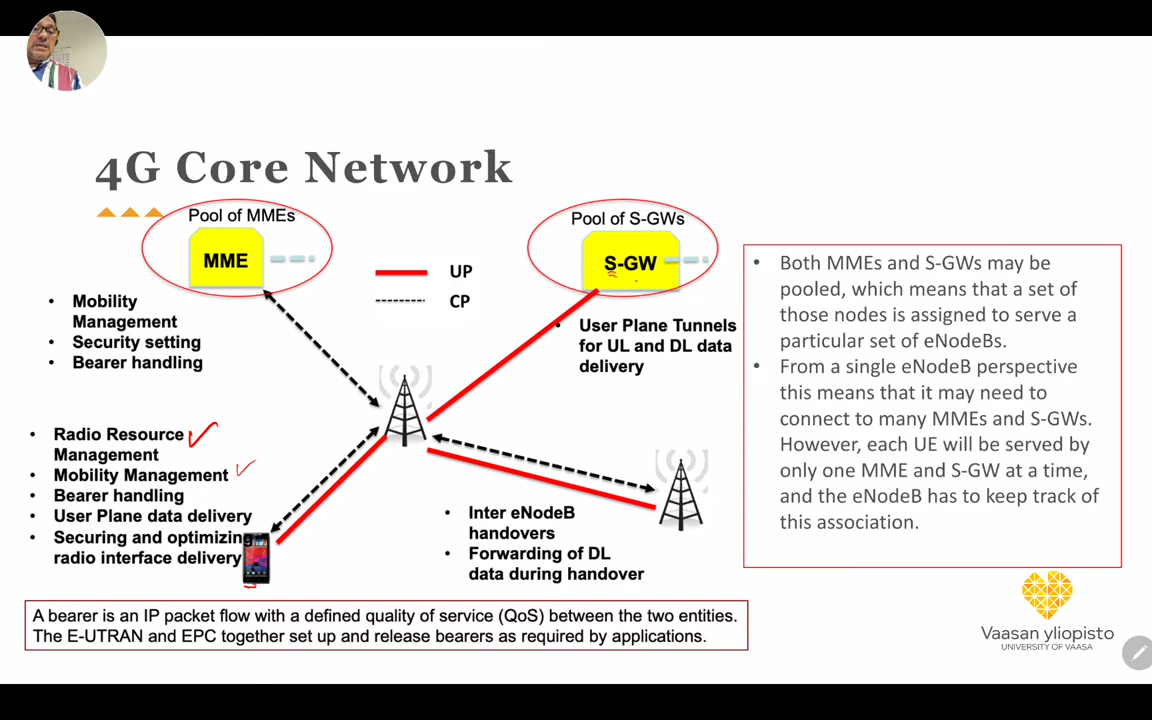 4G Core Network
Pool of MMEs
MME
Mobility
Management
Security setting
Bearer handling
UP
CP
Pool of S-GWs
S-GW
User Plane Tunnels
for UL and DL data
delivery
Radio Resource
Management
Mobility Management
Bearer handling
User Plane data delivery
Securing and optimizin
radio interface delivery
Inter eNodeB
handovers
Forwarding of DL
data during handover
Both MMEs and S-GWs may be
pooled, which means that a set of
those nodes is assigned to serve a
particular set of eNodeBs.
From a single eNodeB perspective
this means that it may need to
connect to many MMEs and S-GWs.
However, each UE will be served by
only one MME and S-GW at a time,
and the eNodeB has to keep track of
this association.
A bearer is an IP packet flow with a defined quality of service (QoS) between the two entities.
The E-UTRAN and EPC together set up and release bearers as required by applications.
Vaasan yliopisto
UNIVERSITY OF VAASA